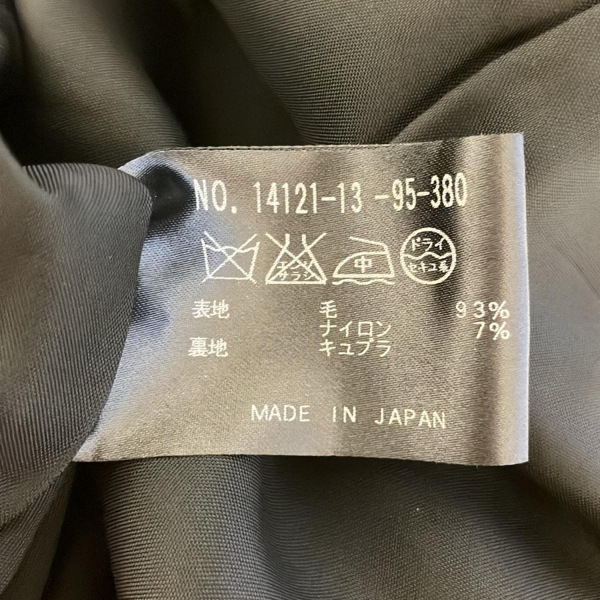 NO. 14121-13 -95-380
エンソ サラシ 中 ドライ セキユ系
表地 毛 93%
ナイロン 7%
裏地 キュプラ
MADE IN JAPAN